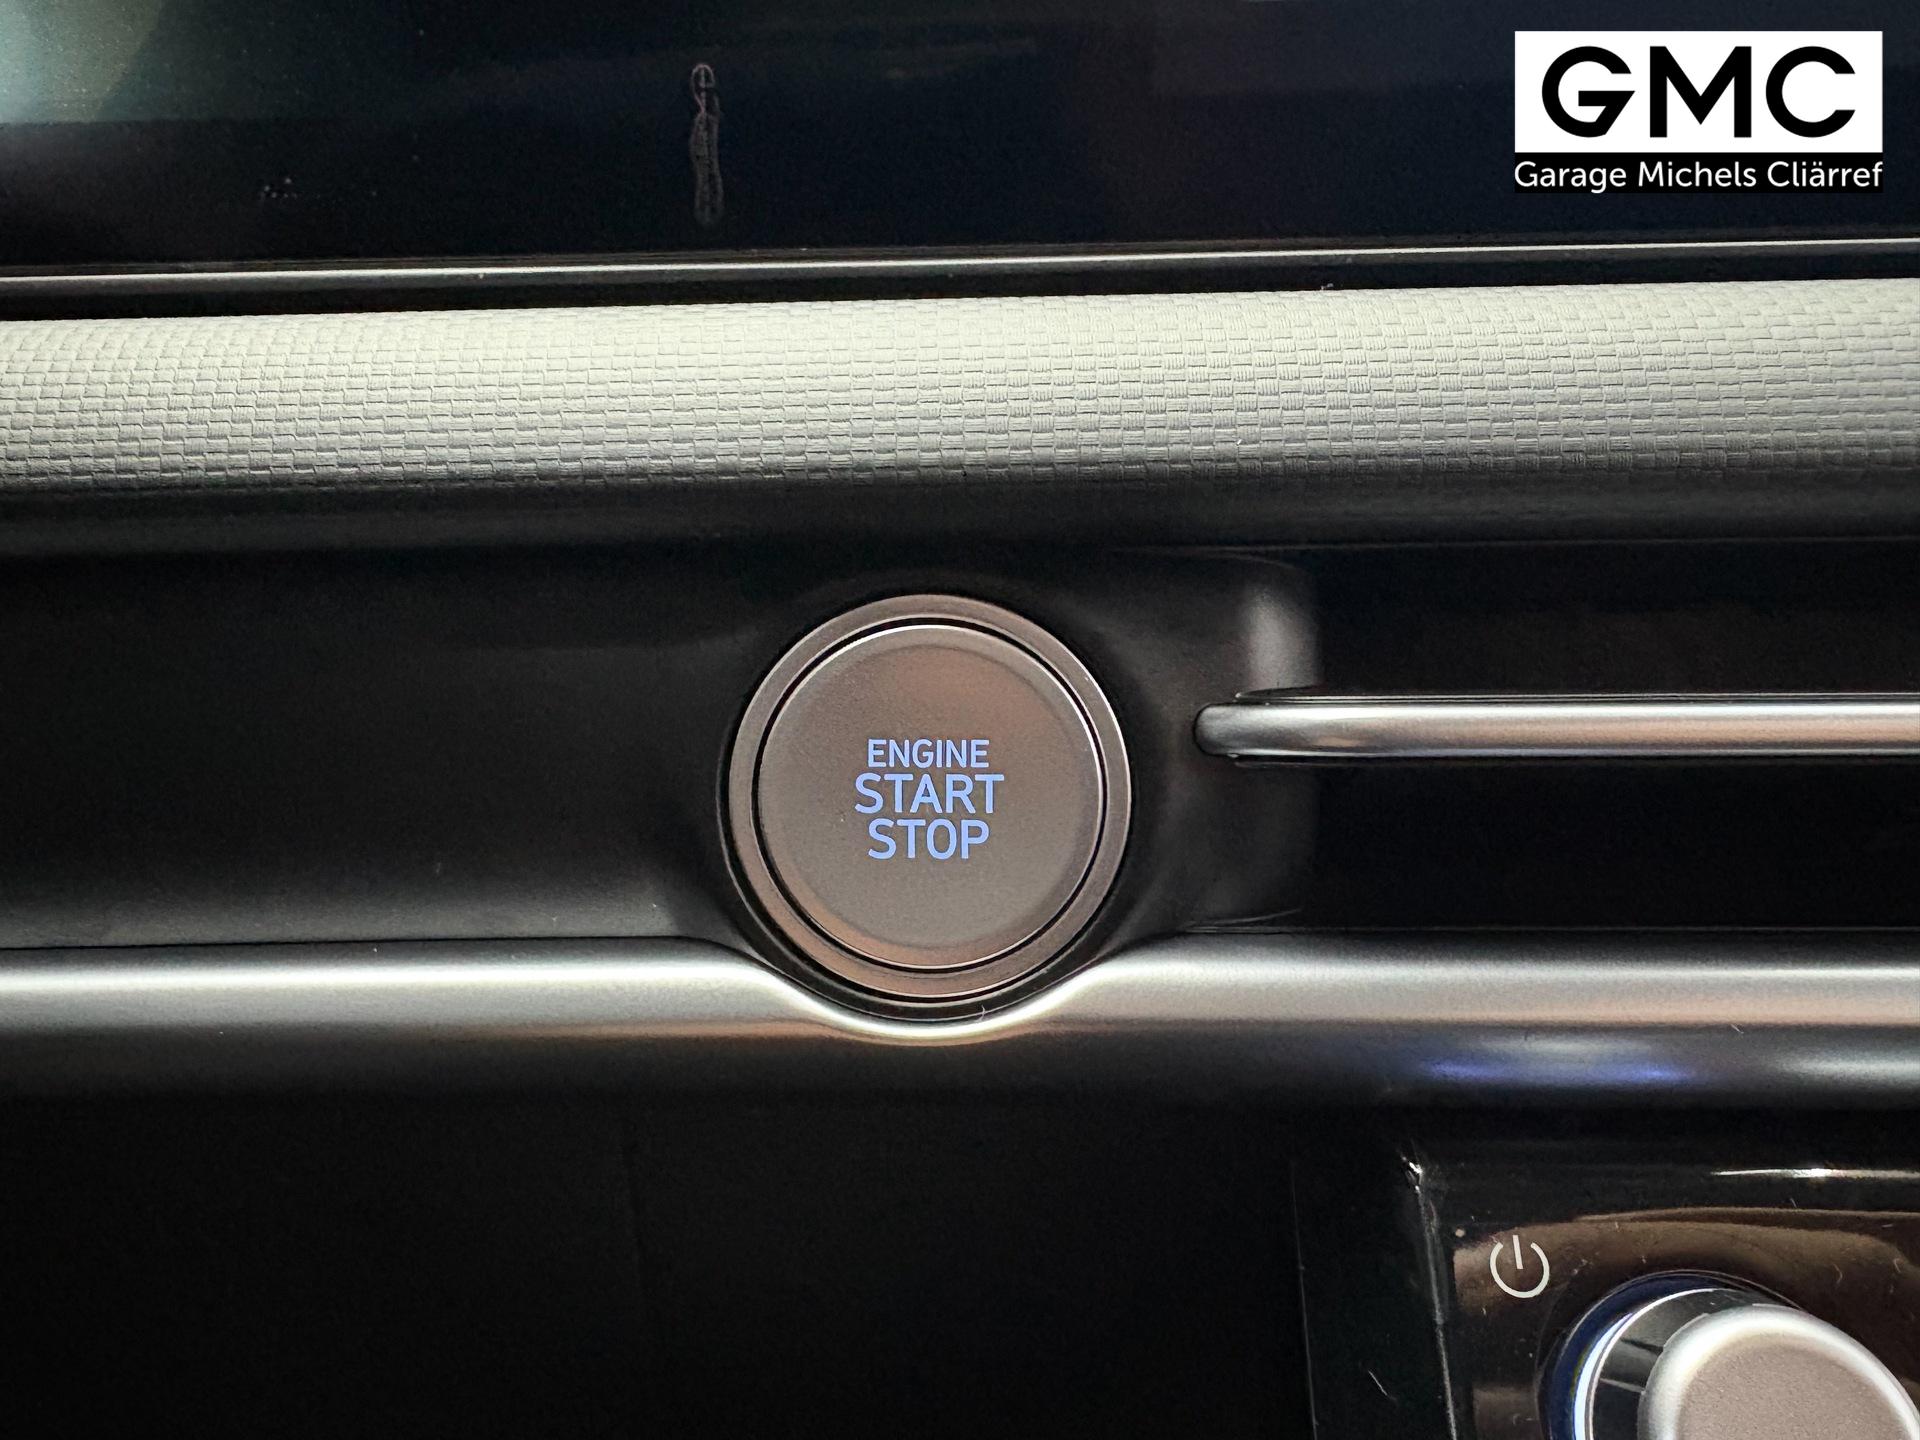 GMC
Garage Michels Cliärref
ENGINE
START
STOP